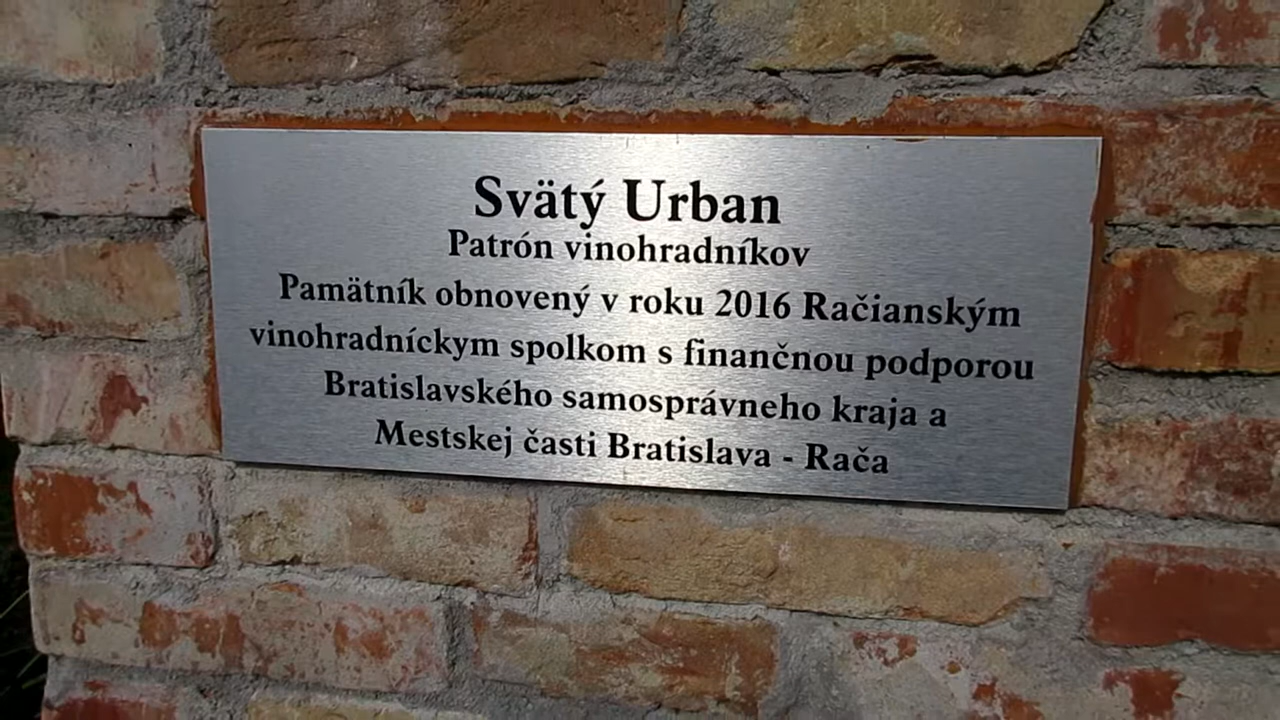 Svätý Urban
Patrón vinohradníkov
Pamätník obnovený v roku 2016 Račianským
vinohradníckym spolkom s finančnou podporou
Bratislavského samosprávneho kraja a
Mestskej časti Bratislava - Rača